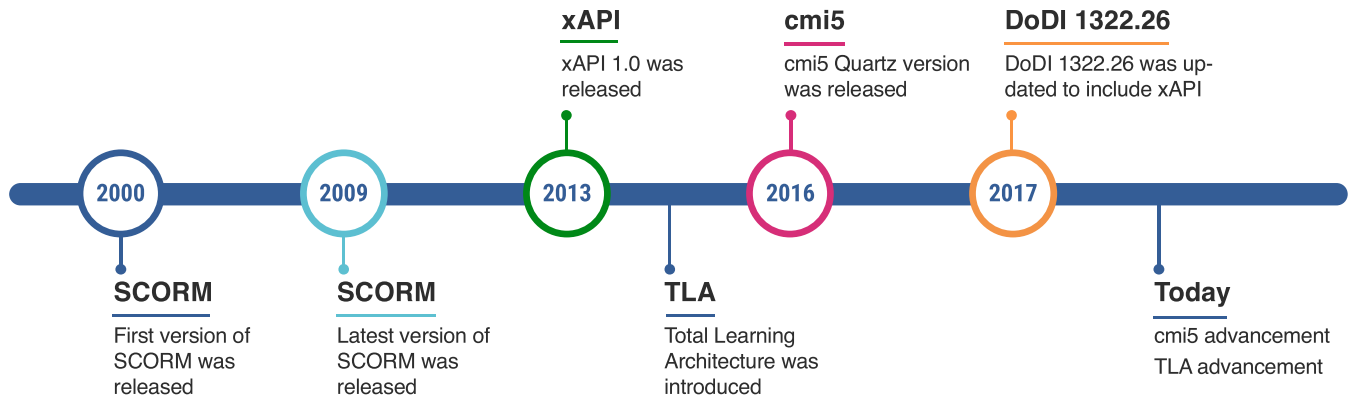 xAPI
xAPI 1.0 was
released
cmi5
cmi5 Quartz version
was released
DoDI 1322.26
DoDI 1322.26 was up-
dated to include xAPI
2000
2009
2013
2016
2017
SCORM
First version of
SCORM was
released
SCORM
Latest version of
SCORM was
released
TLA
Total Learning
Architecture was
introduced
Today
cmi5 advancement
TLA advancement